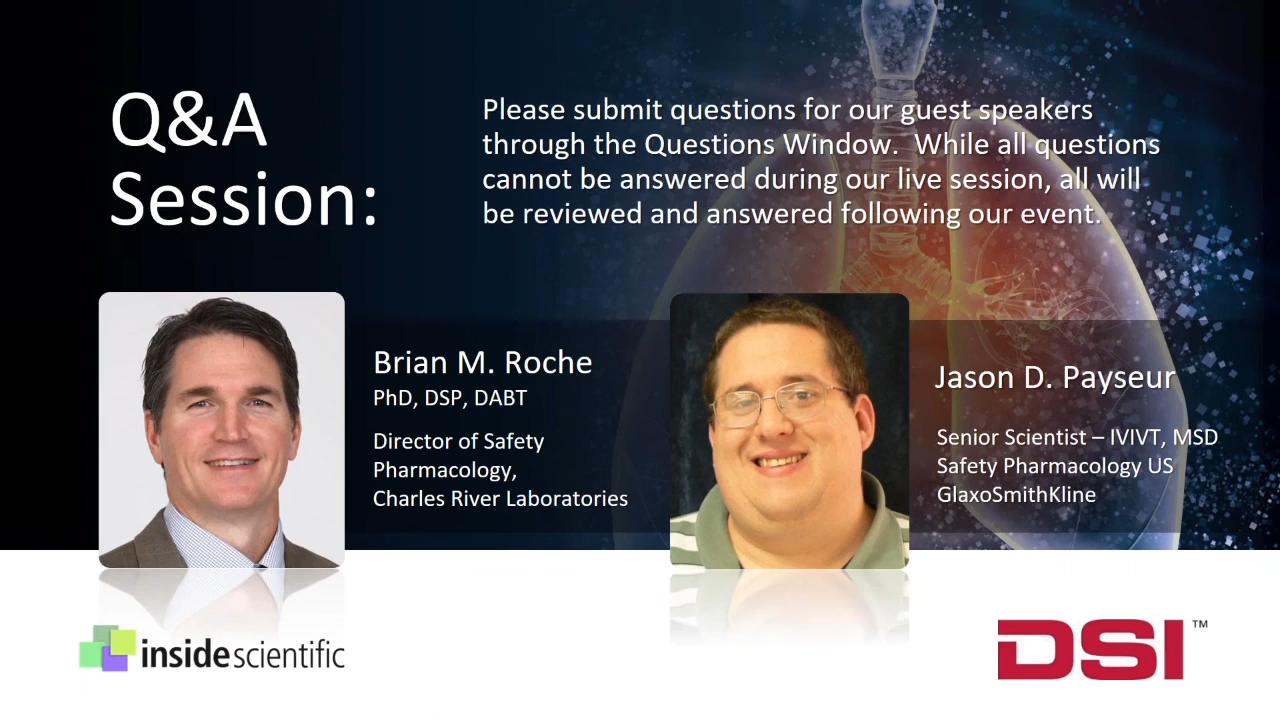 Q&A
Session:
Please submit questions for our guest speakers
through the Questions Window.  While all questions
cannot be answered during our live session, all will
be reviewed and answered following our event.
Brian M. Roche
PhD, DSP, DABT
Director of Safety
Pharmacology,
Charles River Laboratories
Jason D. Payseur
Senior Scientist – IVIVT, MSD
Safety Pharmacology US
GlaxoSmithKline
insidescientific
DSI™